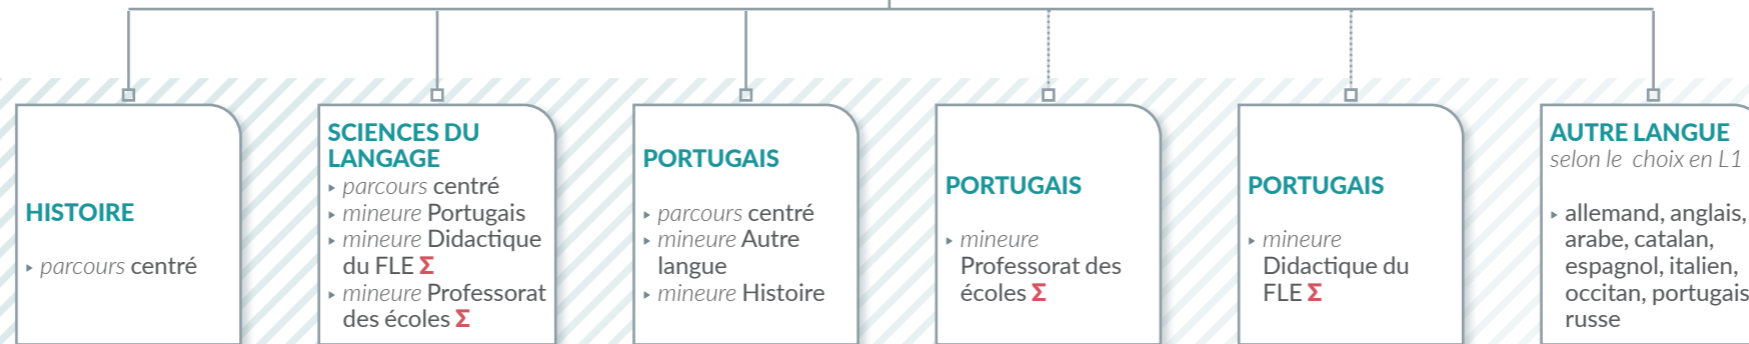 HISTOIRE
▸ parcours centré
SCIENCES DU
LANGAGE
▸ parcours centré
▸ mineure Portugais
▸ mineure Didactique
du FLE Σ
▸ mineure Professorat
des écoles Σ
PORTUGAIS
▸ parcours centré
▸ mineure Autre
langue
▸ mineure Histoire
PORTUGAIS
▸ mineure
Professorat des
écoles Σ
PORTUGAIS
▸ mineure
Didactique du
FLE Σ
AUTRE LANGUE
selon le choix en L1
▸ allemand, anglais,
arabe, catalan,
espagnol, italien,
occitan, portugais
russe